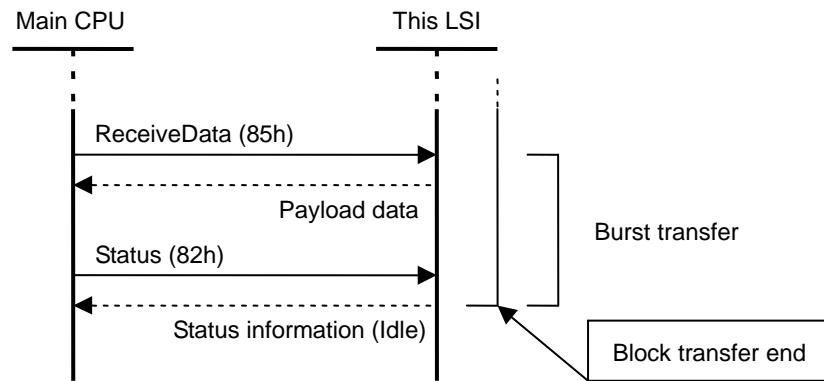 Main CPU
This LSI
ReceiveData (85h)
Payload data
Burst transfer
Status (82h)
Status information (Idle)
Block transfer end